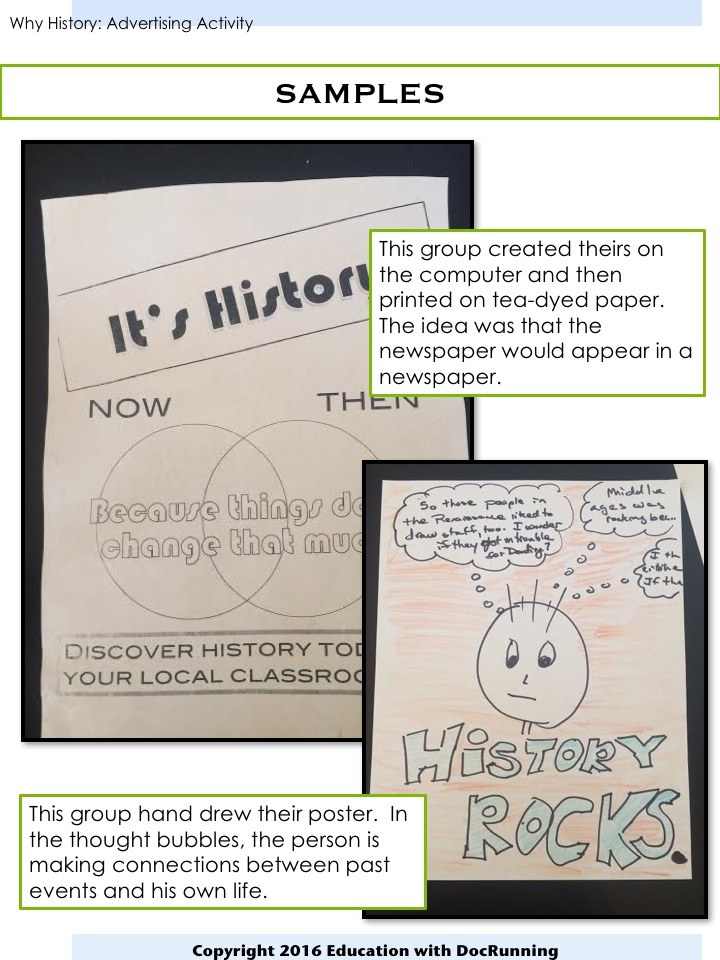 Why History: Advertising Activity
SAMPLES
It's History
This group created theirs on
the computer and then
printed on tea-dyed paper.
The idea was that the
newspaper would appear in a
newspaper.
NOW THEN
Because things do
change that muc
DISCOVER HISTORY TOD
YOUR LOCAL CLASSROO
So those people in
the Renaissance liked to
draw stuff, too. I wonder
if they got in trouble
for
Middle
ages was
I th
If the
HISTORY
ROCKS.
This group hand drew their poster. In
the thought bubbles, the person is
making connections between past
events and his own life.
Copyright 2016 Education with DocRunning